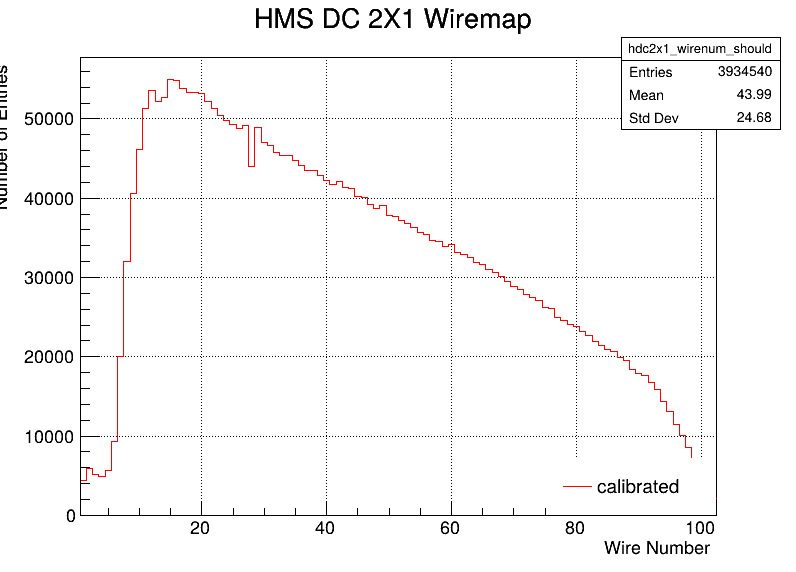 HMS DC 2X1 Wiremap
hdc2x1_wirenum_should
Entries 3934540
Mean 43.99
Std Dev 24.68
Number of Entries
50000
40000
30000
20000
10000
0
20 40 60 80 100
calibrated
Wire Number